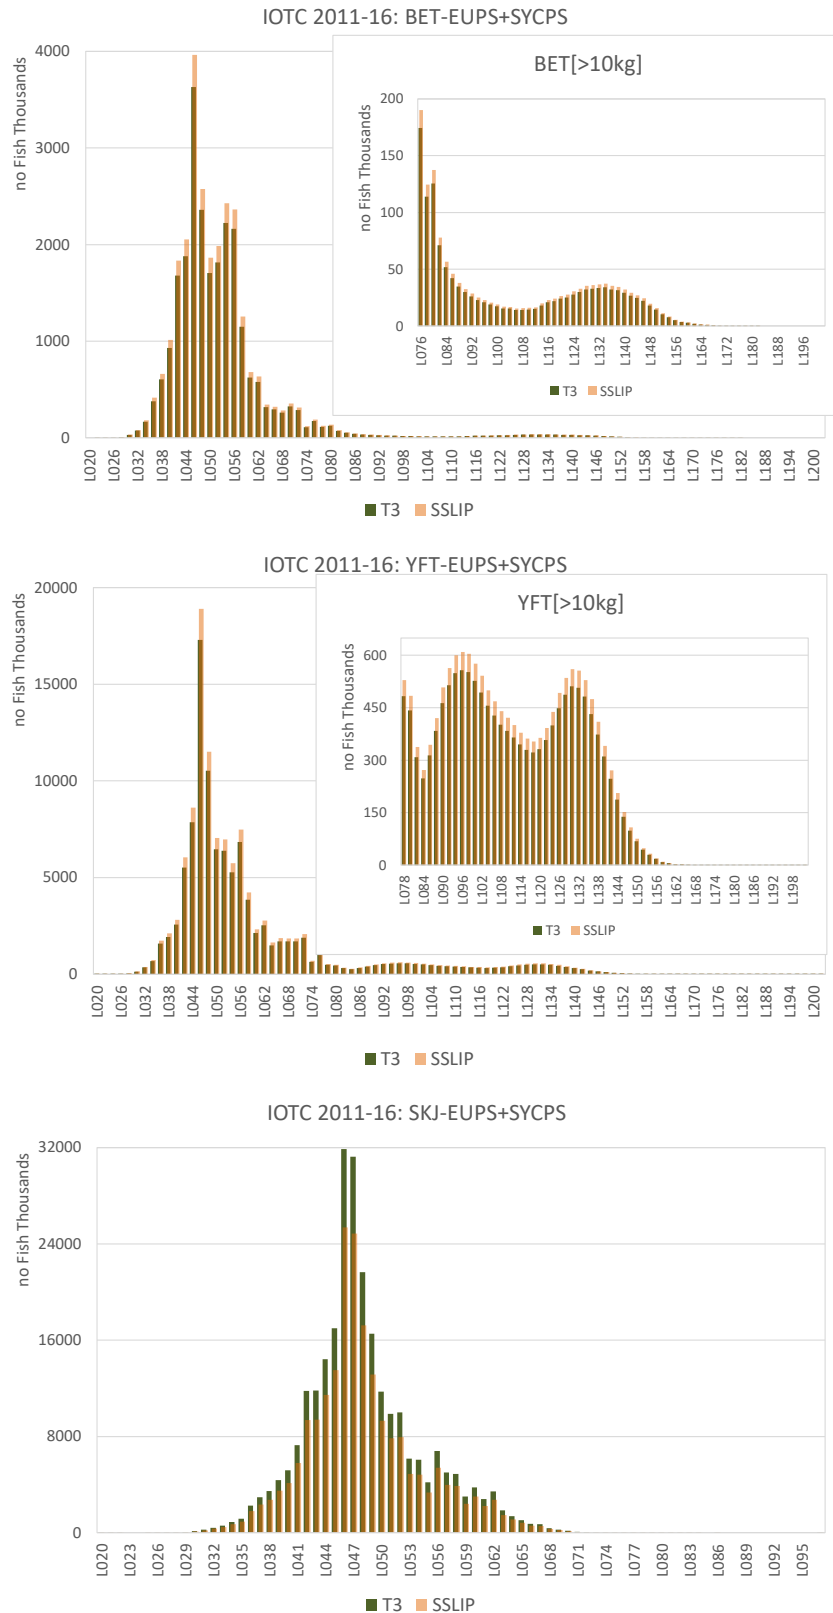 IOTC 2011-16: BET-EUPS+SYCPS
no Fish Thousands
4000
3000
2000
1000
0
L020 L026 L032 L038 L044 L050 L056 L062 L068 L074 L080 L086 L092 L098 L104 L110 L116 L122 L128 L134 L140 L146 L152 L158 L164 L170 L176 L182 L188 L194 L200
T3 SSLIP
BET[>10kg]
no Fish Thousands
200
150
100
50
0
L076 L084 L092 L100 L108 L116 L124 L132 L140 L148 L156 L164 L172 L180 L188 L196
T3 SSLIP
IOTC 2011-16: YFT-EUPS+SYCPS
no Fish Thousands
20000
15000
10000
5000
0
L020 L026 L032 L038 L044 L050 L056 L062 L068 L074 L080 L086 L092 L098 L104 L110 L116 L122 L128 L134 L140 L146 L152 L158 L164 L170 L176 L182 L188 L194 L200
T3 SSLIP
YFT[>10kg]
no Fish Thousands
600
450
300
150
0
L078 L084 L090 L096 L102 L108 L114 L120 L126 L132 L138 L144 L150 L156 L162 L168 L174 L180 L186 L192 L198
T3 SSLIP
IOTC 2011-16: SKJ-EUPS+SYCPS
no Fish Thousands
32000
24000
16000
8000
0
L020 L023 L026 L029 L032 L035 L038 L041 L044 L047 L050 L053 L056 L059 L062 L065 L068 L071 L074 L077 L080 L083 L086 L089 L092 L095
T3 SSLIP